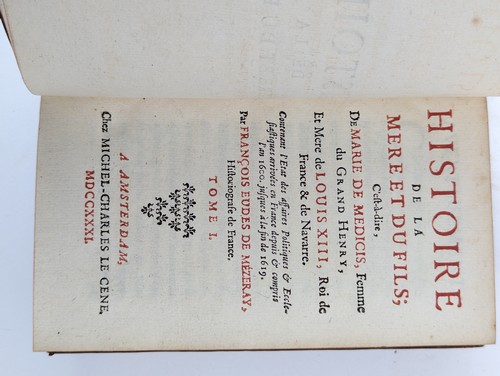 HISTOIRE
DE LA
MERE ET DU FILS;
C'est-à-dire,
DE MARIE DE MEDICIS, Femme
du GRAND HENRY,
Et Mere de LOUIS XIII, Roi de
France & de Navarre.
Contenant l'Etat des affaires Politiques & Eccle-
siastiques arrivées en France depuis & compris
l'an 1600. jusques à la fin de 1619.
Par FRANÇOIS EUDES DE MÉZERAY,
Historiografe de France.
TOME I.
A AMSTERDAM,
Chez MICHEL-CHARLES LE CENE,
MDCCXXXI.